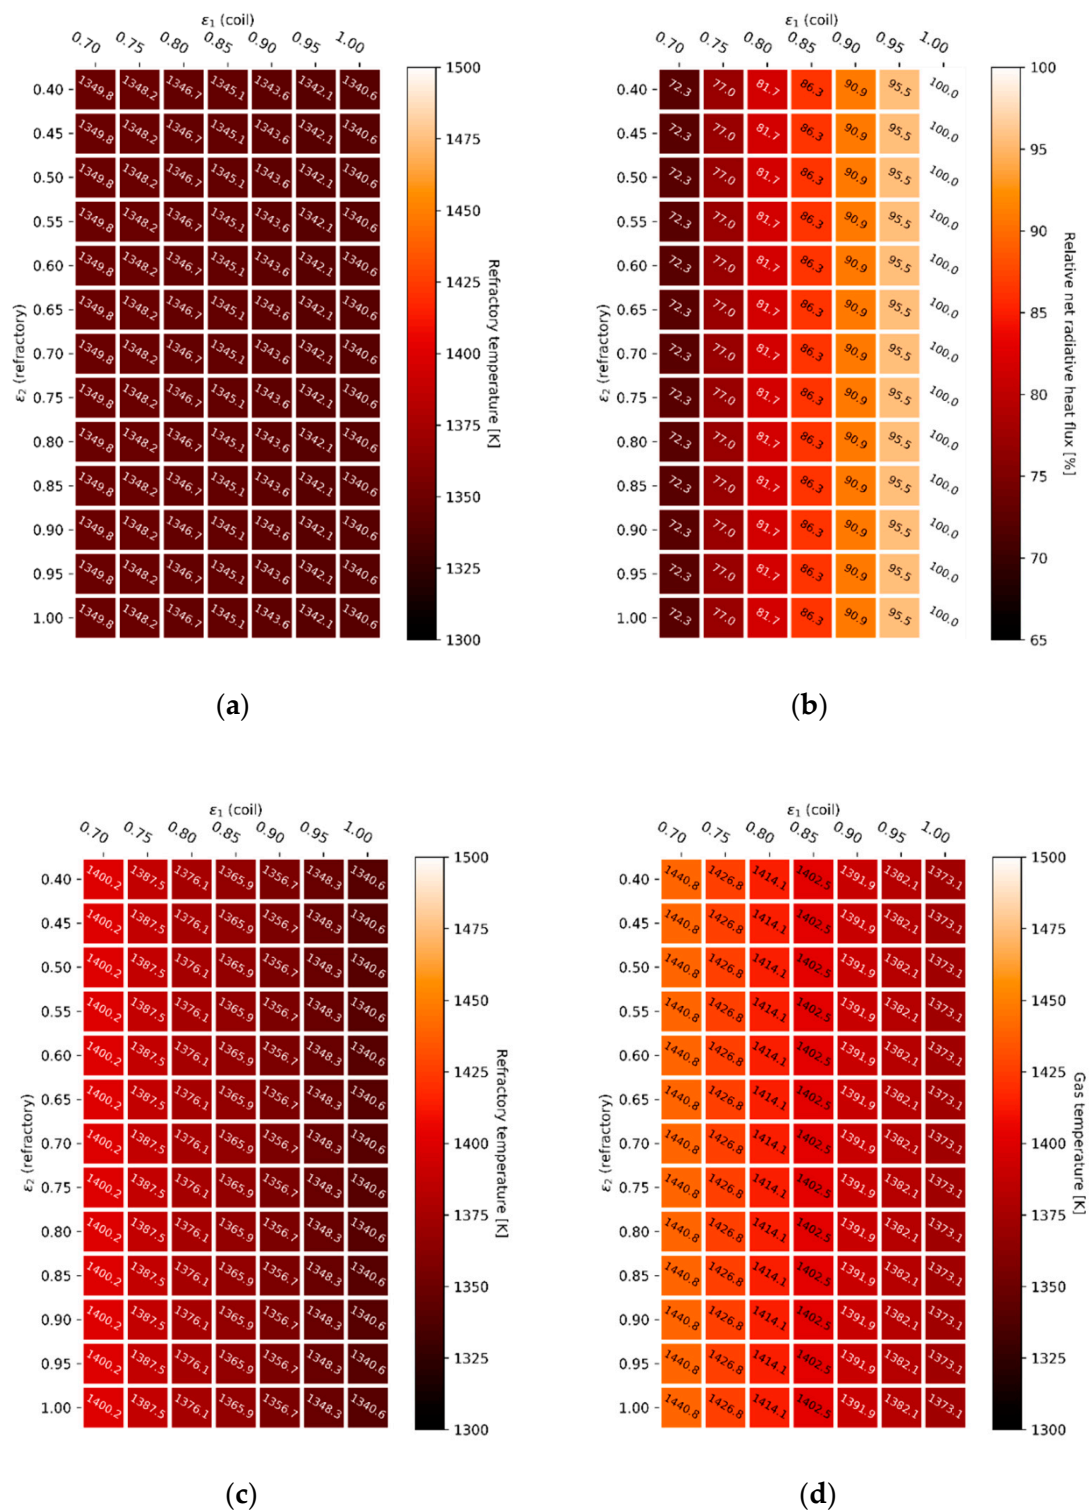 ε1 (coil)
0.70 0.75 0.80 0.85 0.90 0.95 1.00
0.40 1349.8 1348.2 1346.7 1345.1 1343.6 1342.1 1340.6
0.45 1349.8 1348.2 1346.7 1345.1 1343.6 1342.1 1340.6
0.50 1349.8 1348.2 1346.7 1345.1 1343.6 1342.1 1340.6
0.55 1349.8 1348.2 1346.7 1345.1 1343.6 1342.1 1340.6
0.60 1349.8 1348.2 1346.7 1345.1 1343.6 1342.1 1340.6
0.65 1349.8 1348.2 1346.7 1345.1 1343.6 1342.1 1340.6
0.70 1349.8 1348.2 1346.7 1345.1 1343.6 1342.1 1340.6
0.75 1349.8 1348.2 1346.7 1345.1 1343.6 1342.1 1340.6
0.80 1349.8 1348.2 1346.7 1345.1 1343.6 1342.1 1340.6
0.85 1349.8 1348.2 1346.7 1345.1 1343.6 1342.1 1340.6
0.90 1349.8 1348.2 1346.7 1345.1 1343.6 1342.1 1340.6
0.95 1349.8 1348.2 1346.7 1345.1 1343.6 1342.1 1340.6
1.00 1349.8 1348.2 1346.7 1345.1 1343.6 1342.1 1340.6
ε2 (refractory)
1500
1475
1450
1425
1400
1375
1350
1325
1300
Refractory temperature [K]
(a)
ε1 (coil)
0.70 0.75 0.80 0.85 0.90 0.95 1.00
0.40 72.3 77.0 81.7 86.3 90.9 95.5 100.0
0.45 72.3 77.0 81.7 86.3 90.9 95.5 100.0
0.50 72.3 77.0 81.7 86.3 90.9 95.5 100.0
0.55 72.3 77.0 81.7 86.3 90.9 95.5 100.0
0.60 72.3 77.0 81.7 86.3 90.9 95.5 100.0
0.65 72.3 77.0 81.7 86.3 90.9 95.5 100.0
0.70 72.3 77.0 81.7 86.3 90.9 95.5 100.0
0.75 72.3 77.0 81.7 86.3 90.9 95.5 100.0
0.80 72.3 77.0 81.7 86.3 90.9 95.5 100.0
0.85 72.3 77.0 81.7 86.3 90.9 95.5 100.0
0.90 72.3 77.0 81.7 86.3 90.9 95.5 100.0
0.95 72.3 77.0 81.7 86.3 90.9 95.5 100.0
1.00 72.3 77.0 81.7 86.3 90.9 95.5 100.0
ε2 (refractory)
100
95
90
85
80
75
70
65
Relative net radiative heat flux [%]
(b)
ε1 (coil)
0.70 0.75 0.80 0.85 0.90 0.95 1.00
0.40 1400.2 1387.5 1376.1 1365.9 1356.7 1348.3 1340.6
0.45 1400.2 1387.5 1376.1 1365.9 1356.7 1348.3 1340.6
0.50 1400.2 1387.5 1376.1 1365.9 1356.7 1348.3 1340.6
0.55 1400.2 1387.5 1376.1 1365.9 1356.7 1348.3 1340.6
0.60 1400.2 1387.5 1376.1 1365.9 1356.7 1348.3 1340.6
0.65 1400.2 1387.5 1376.1 1365.9 1356.7 1348.3 1340.6
0.70 1400.2 1387.5 1376.1 1365.9 1356.7 1348.3 1340.6
0.75 1400.2 1387.5 1376.1 1365.9 1356.7 1348.3 1340.6
0.80 1400.2 1387.5 1376.1 1365.9 1356.7 1348.3 1340.6
0.85 1400.2 1387.5 1376.1 1365.9 1356.7 1348.3 1340.6
0.90 1400.2 1387.5 1376.1 1365.9 1356.7 1348.3 1340.6
0.95 1400.2 1387.5 1376.1 1365.9 1356.7 1348.3 1340.6
1.00 1400.2 1387.5 1376.1 1365.9 1356.7 1348.3 1340.6
ε2 (refractory)
1500
1475
1450
1425
1400
1375
1350
1325
1300
Refractory temperature [K]
(c)
ε1 (coil)
0.70 0.75 0.80 0.85 0.90 0.95 1.00
0.40 1440.8 1426.8 1414.1 1402.5 1391.9 1382.1 1373.1
0.45 1440.8 1426.8 1414.1 1402.5 1391.9 1382.1 1373.1
0.50 1440.8 1426.8 1414.1 1402.5 1391.9 1382.1 1373.1
0.55 1440.8 1426.8 1414.1 1402.5 1391.9 1382.1 1373.1
0.60 1440.8 1426.8 1414.1 1402.5 1391.9 1382.1 1373.1
0.65 1440.8 1426.8 1414.1 1402.5 1391.9 1382.1 1373.1
0.70 1440.8 1426.8 1414.1 1402.5 1391.9 1382.1 1373.1
0.75 1440.8 1426.8 1414.1 1402.5 1391.9 1382.1 1373.1
0.80 1440.8 1426.8 1414.1 1402.5 1391.9 1382.1 1373.1
0.85 1440.8 1426.8 1414.1 1402.5 1391.9 1382.1 1373.1
0.90 1440.8 1426.8 1414.1 1402.5 1391.9 1382.1 1373.1
0.95 1440.8 1426.8 1414.1 1402.5 1391.9 1382.1 1373.1
1.00 1440.8 1426.8 1414.1 1402.5 1391.9 1382.1 1373.1
ε2 (refractory)
1500
1475
1450
1425
1400
1375
1350
1325
1300
Gas temperature [K]
(d)